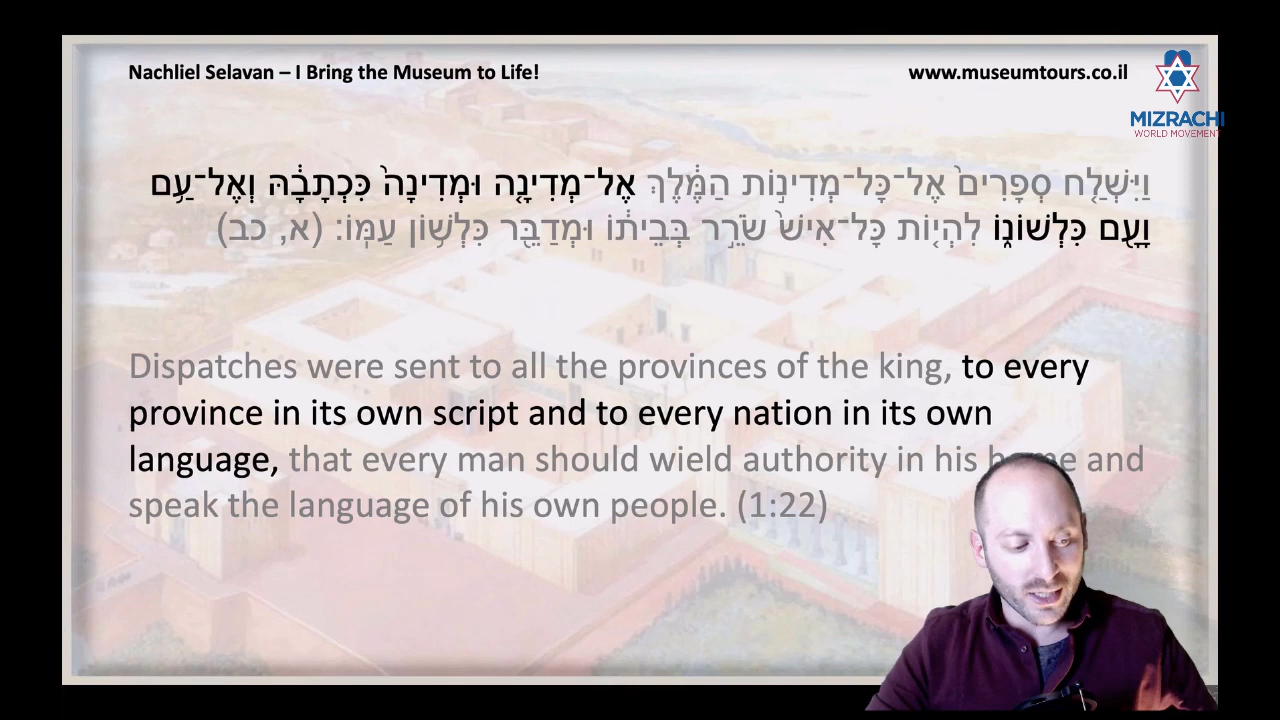 Nachliel Selavan – I Bring the Museum to Life!
www.museumtours.co.il
MIZRACHI
WORLD MOVEMENT
וַיִּשְׁלַ֤ח סְפָרִים֙ אֶל־כׇּל־מְדִינ֣וֹת הַמֶּ֔לֶךְ אֶל־מְדִינָ֤ה וּמְדִינָה֙ כִּכְתָבָ֔הּ וְאֶל־עַ֥ם
וָעָ֖ם כִּלְשׁוֹנ֑וֹ לִהְי֤וֹת כׇּל־אִישׁ֙ שֹׂרֵ֣ר בְּבֵית֔וֹ וּמְדַבֵּ֖ר כִּלְשׁ֥וֹן עַמּֽוֹ׃ (א, כב)
Dispatches were sent to all the provinces of the king, to every
province in its own script and to every nation in its own
language, that every man should wield authority in his and
speak the language of his own people. (1:22)